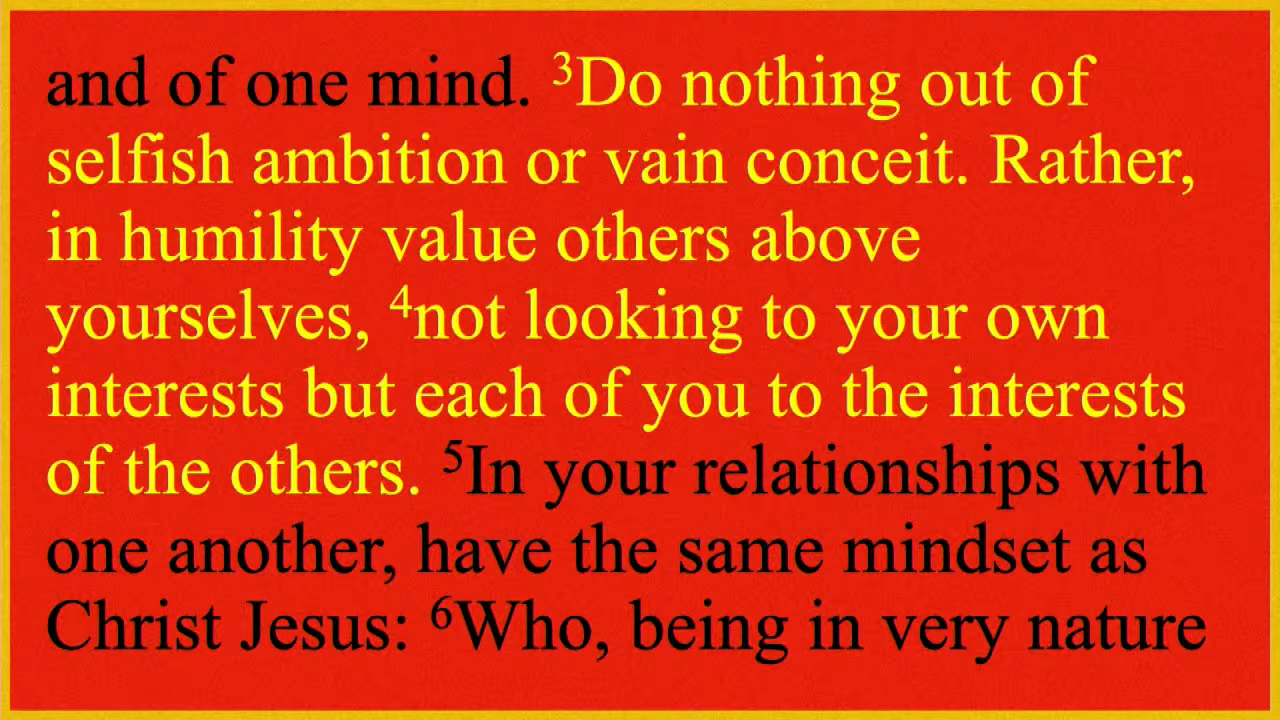 and of one mind. ³Do nothing out of
selfish ambition or vain conceit. Rather,
in humility value others above
yourselves, ⁴not looking to your own
interests but each of you to the interests
of the others. ⁵In your relationships with
one another, have the same mindset as
Christ Jesus: ⁶Who, being in very nature